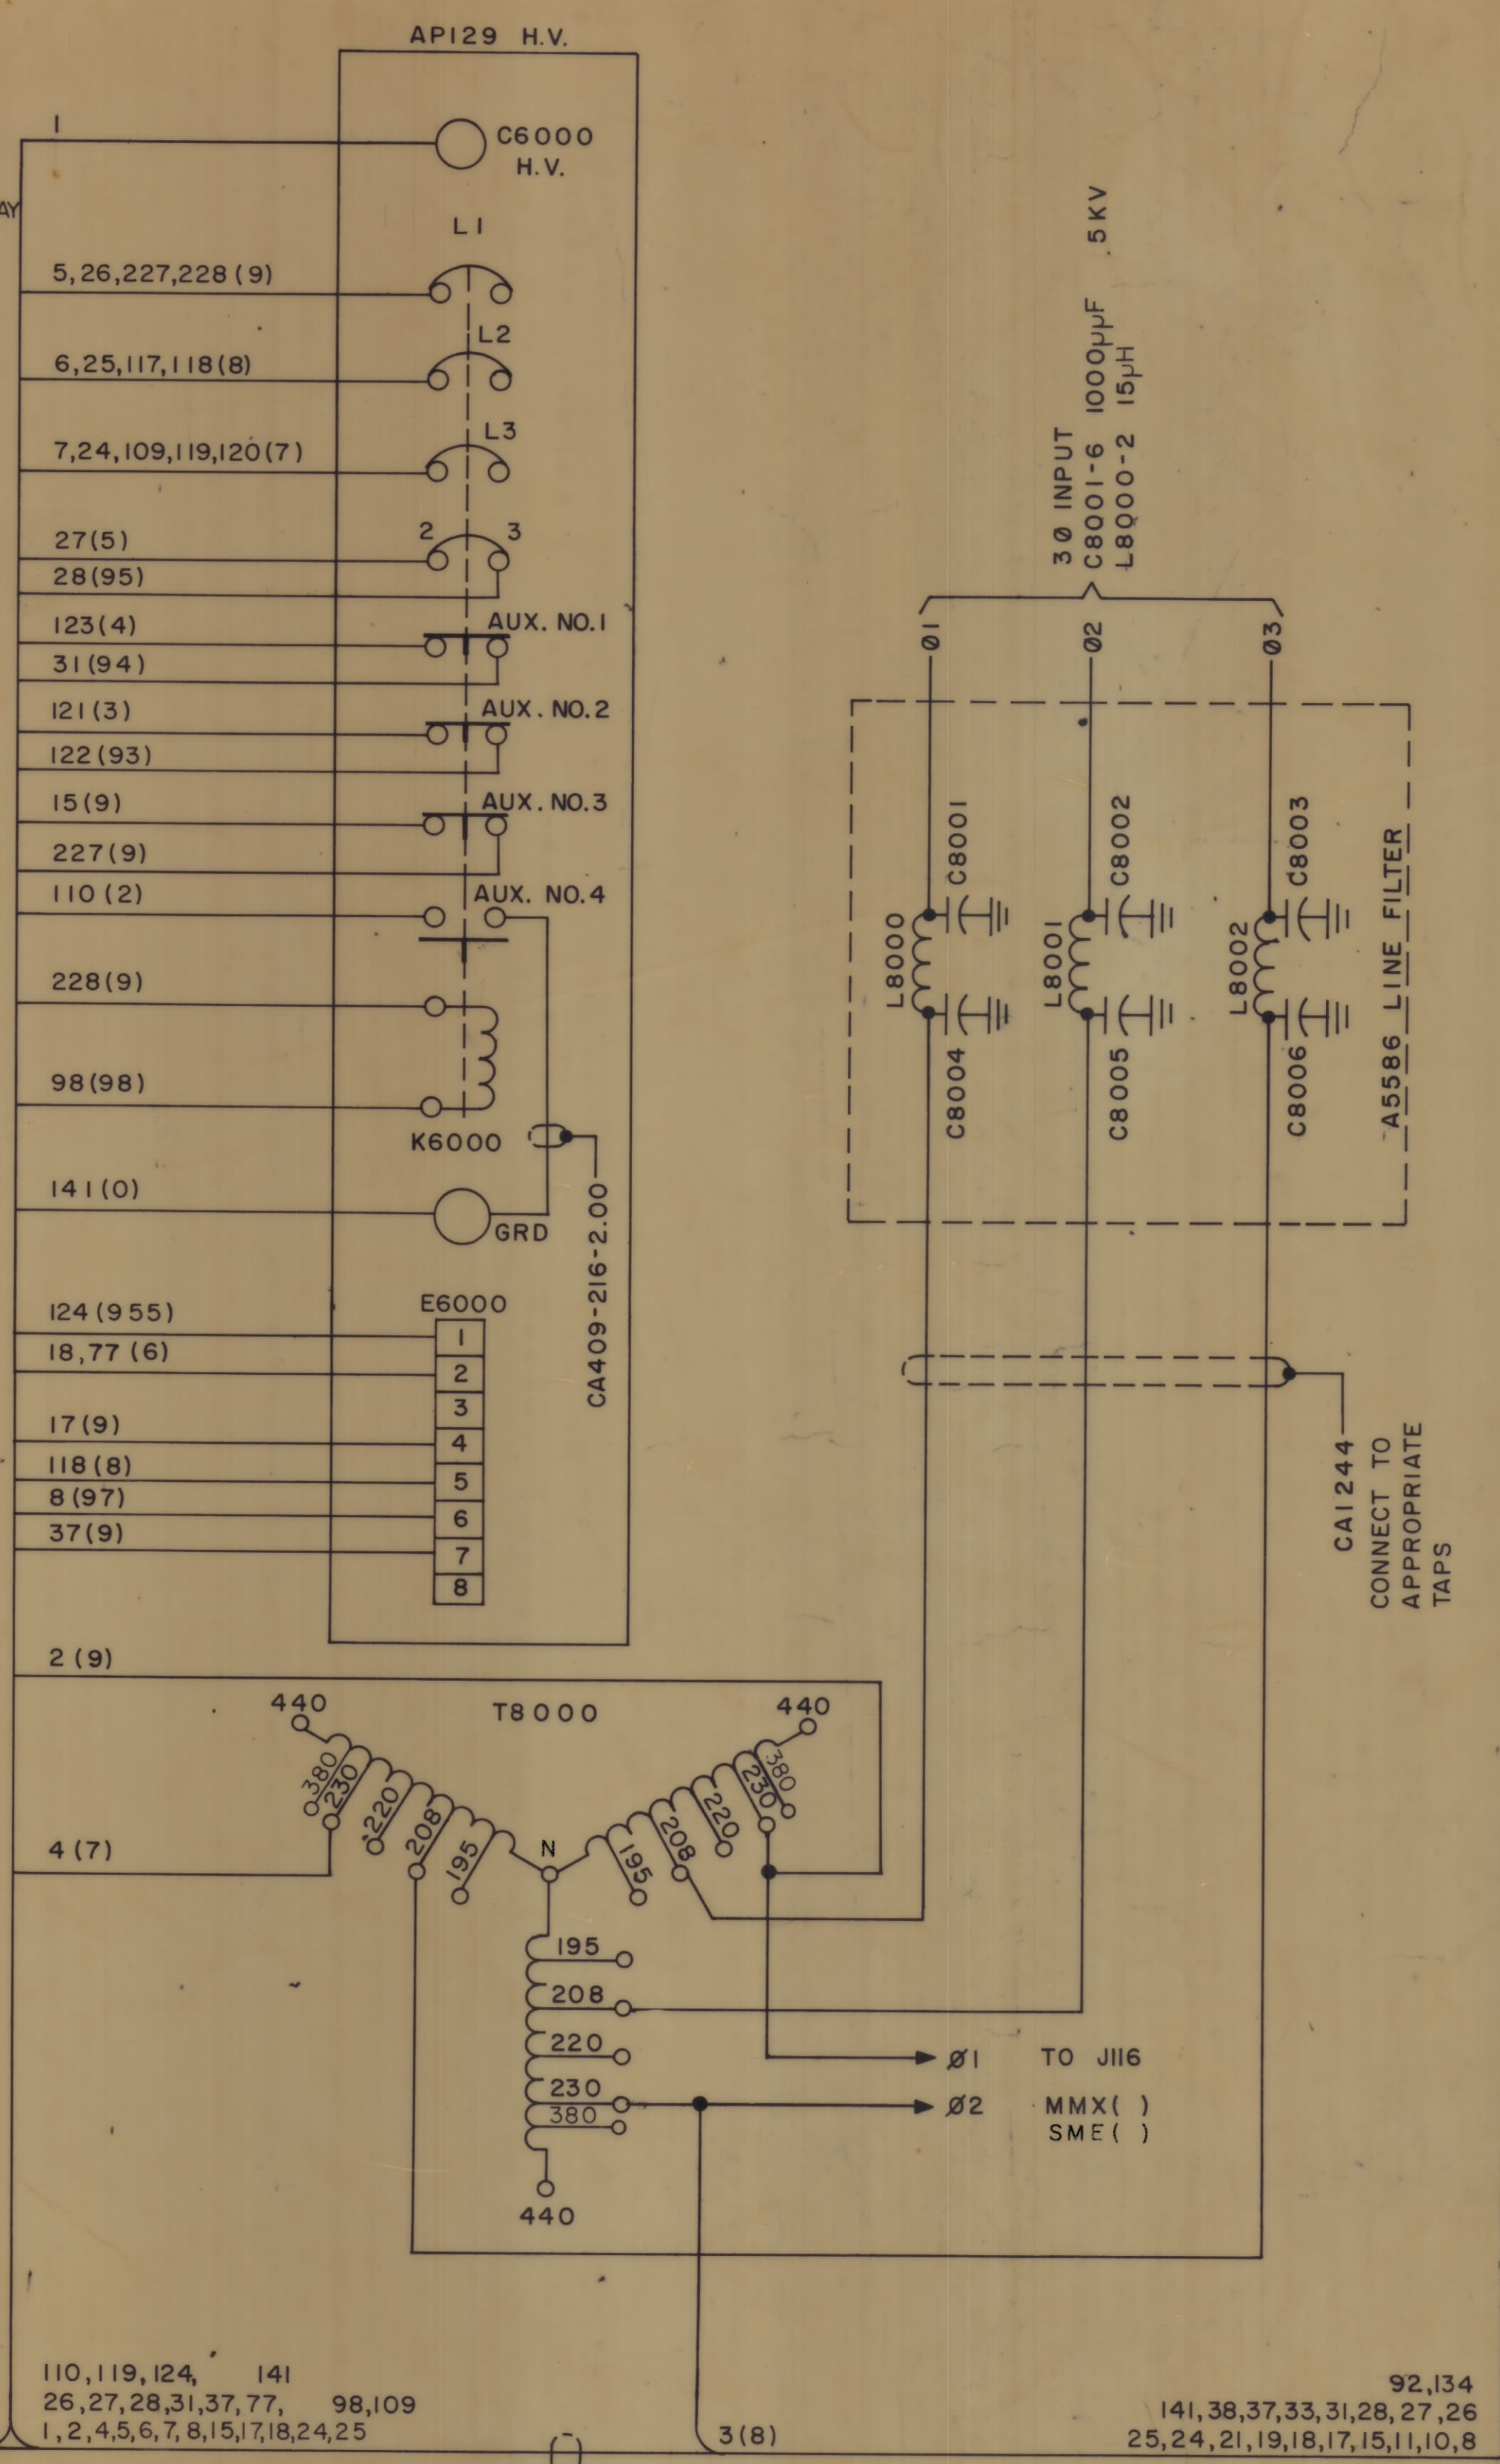 AP129 H.V.
1
C6000
H.V.
AY
L1
5,26,227,228(9)
L2
6,25,117,118(8)
L3
7,24,109,119,120(7)
2 3
27(5)
28(95)
AUX. NO.1
123(4)
31(94)
AUX. NO.2
121(3)
122(93)
AUX. NO.3
15(9)
227(9)
AUX. NO.4
110(2)
228(9)
98(98)
K6000
141(0)
GRD
CA409-216-2.00
E6000
124(955)
1
18,77(6)
2
3
17(9)
4
118(8)
5
8(97)
6
37(9)
7
8
3Ø INPUT
C8001-6 1000µµF .5KV
L8000-2 15µH
Ø1
Ø2
Ø3
C8001
C8002
C8003
L8000
L8001
L8002
C8004
C8005
C8006
A5586 LINE FILTER
CA1244
CONNECT TO
APPROPRIATE
TAPS
2(9)
T8000
440
380
230
220
208
195
N
440
380
230
220
208
195
4(7)
195
208
220
230
380
440
Ø1 TO J116
Ø2 MMX( )
SME( )
110,119,124, 141
26,27,28,31,37,77, 98,109
1,2,4,5,6,7,8,15,17,18,24,25
3(8)
92,134
141,38,37,33,31,28,27,26
25,24,21,19,18,17,15,11,10,8